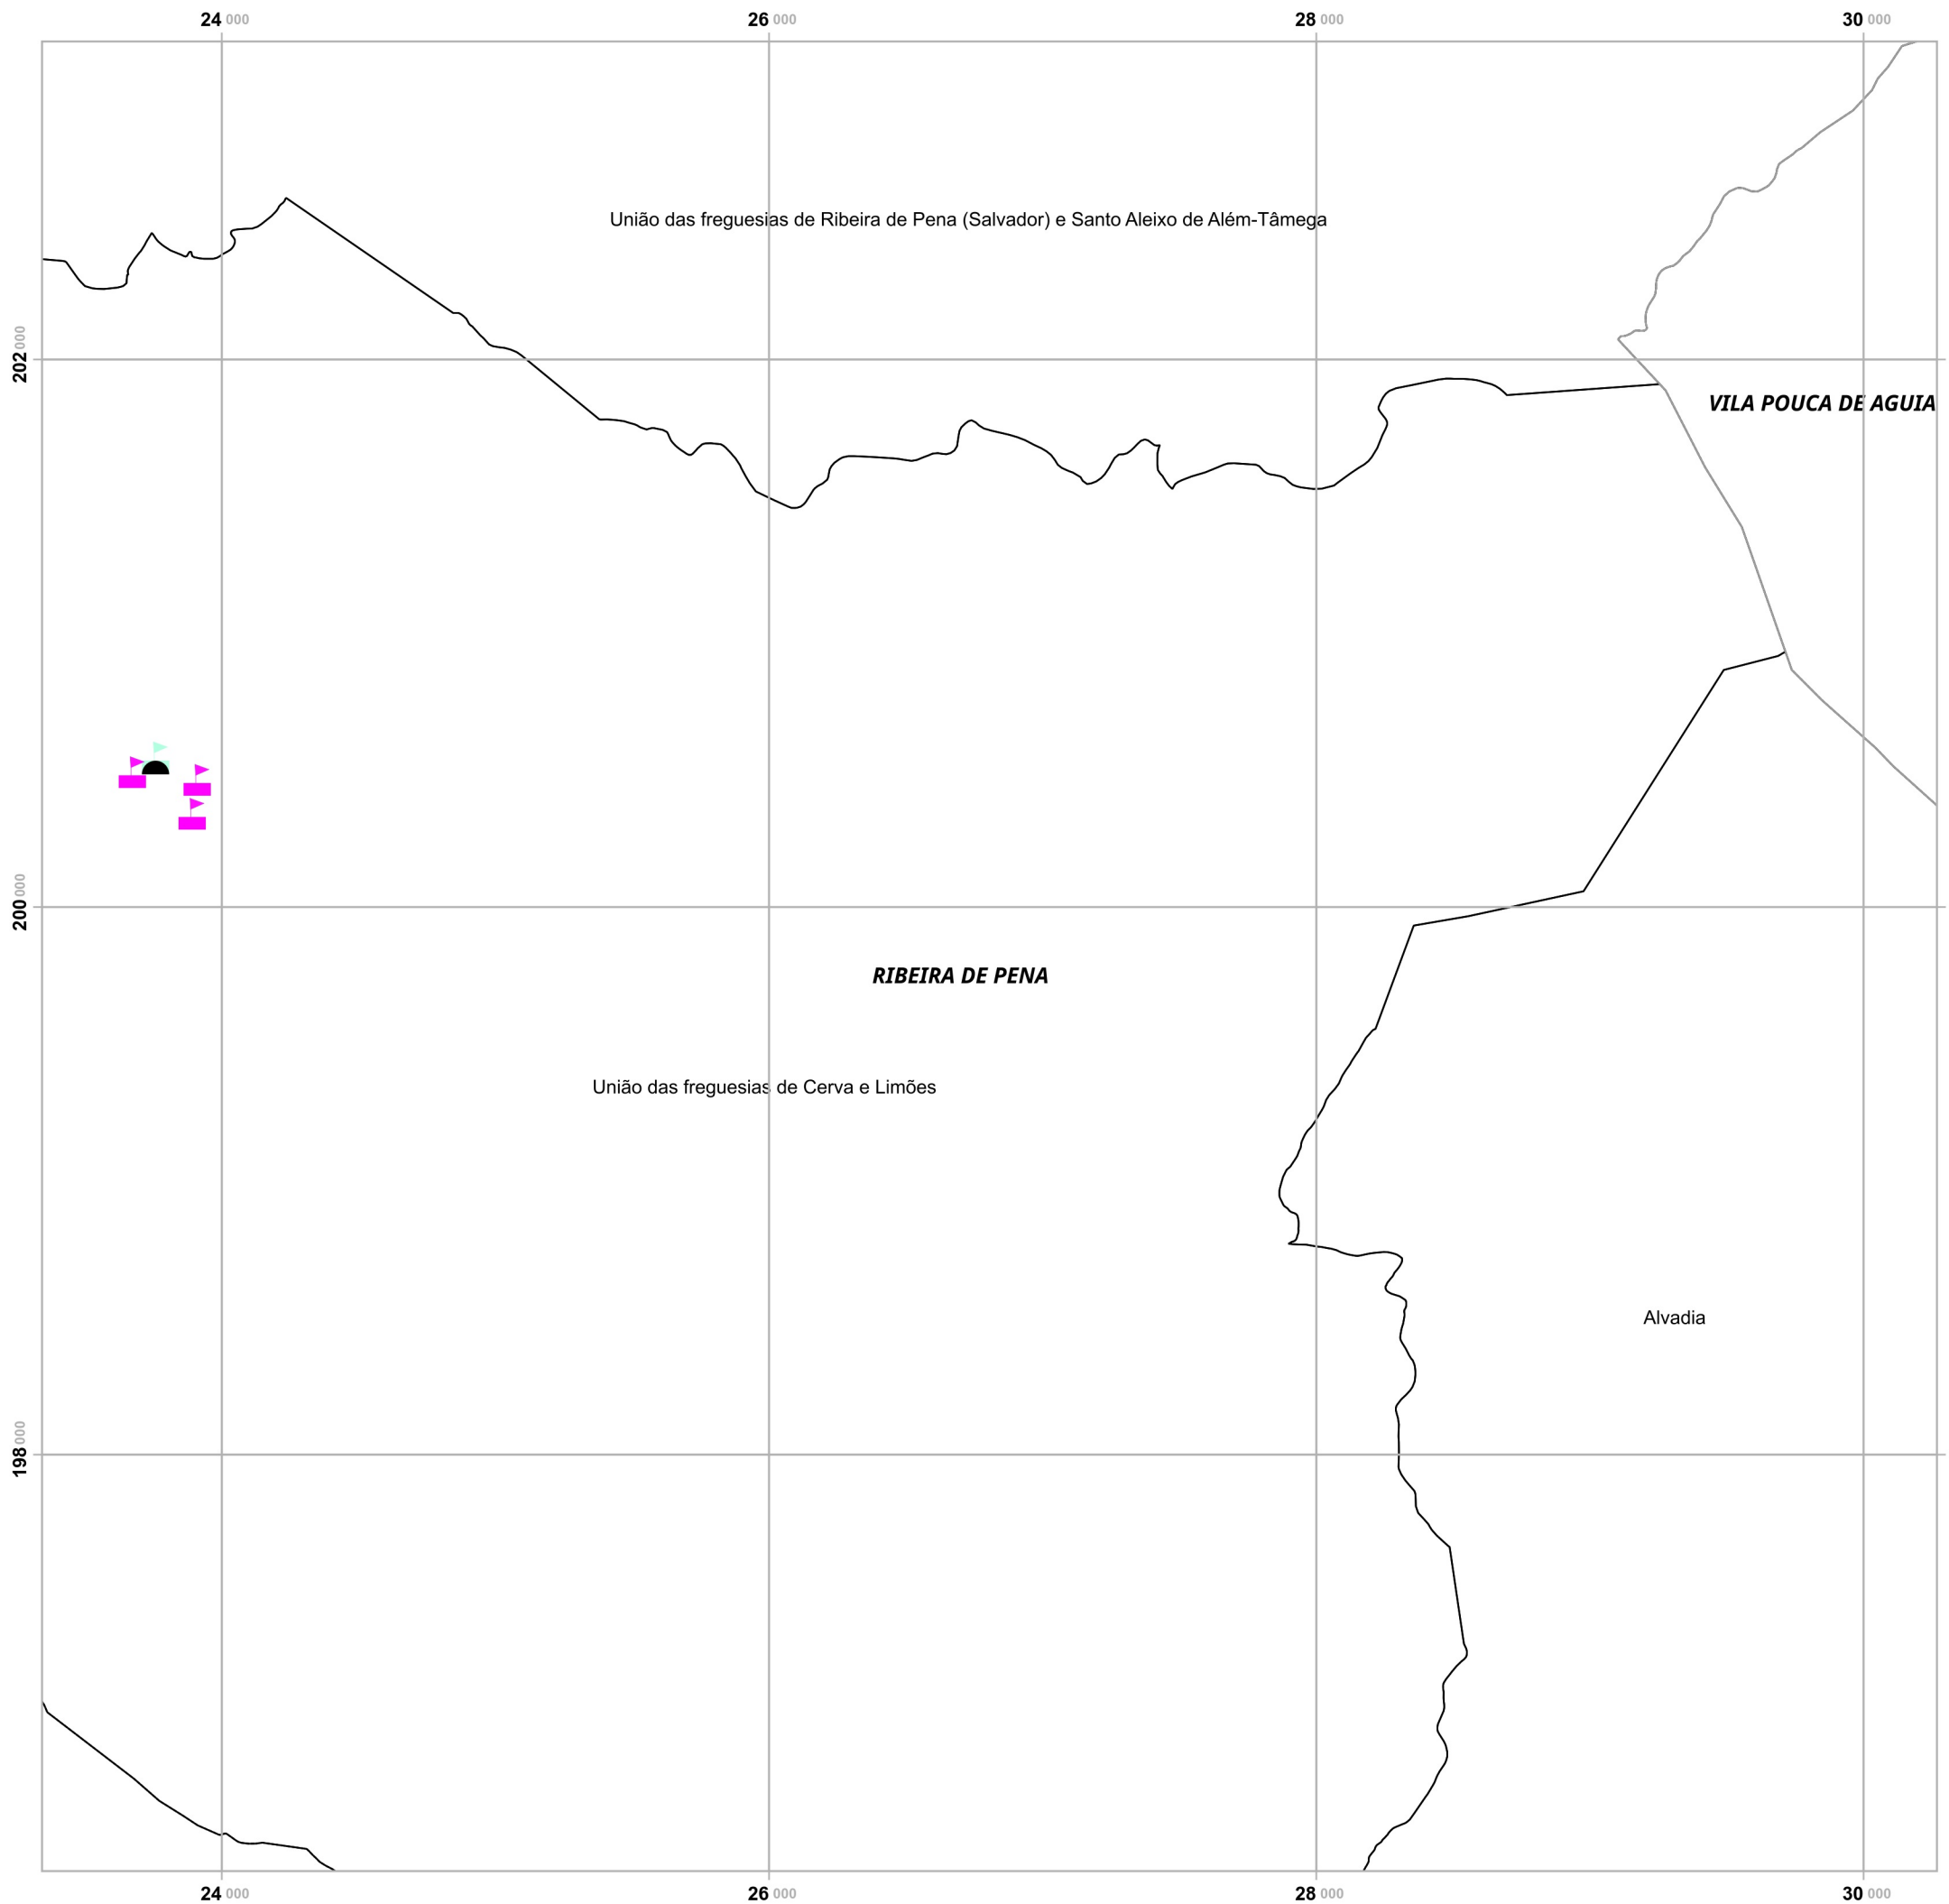 24 000 26 000 28 000 30 000
União das freguesias de Ribeira de Pena (Salvador) e Santo Aleixo de Além-Tâmega
202 000
VILA POUCA DE AGUIA
200 000
RIBEIRA DE PENA
União das freguesias de Cerva e Limões
Alvadia
198 000
24 000 26 000 28 000 30 000